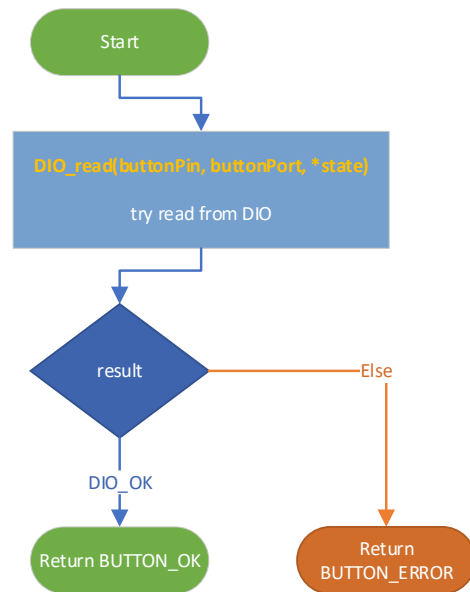 Start
DIO_read(buttonPin, buttonPort, *state)
try read from DIO
result
Else
DIO_OK
Return BUTTON_OK
Return
BUTTON_ERROR